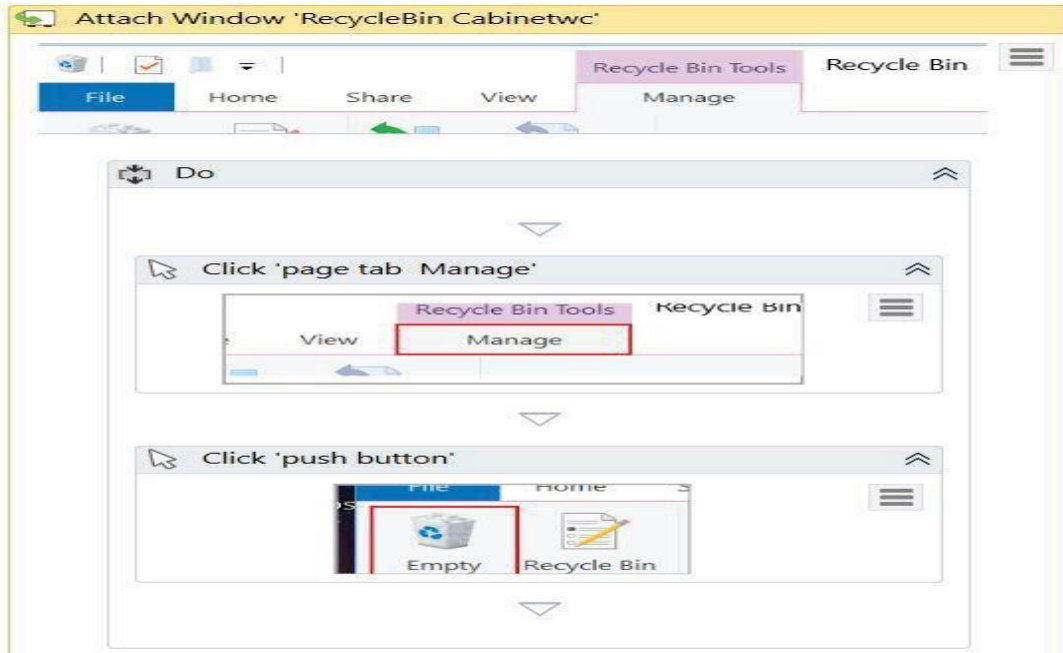 Attach Window 'RecycleBin Cabinetwc'
Recycle Bin Tools Recycle Bin
File Home Share View Manage
Do
Click 'page tab Manage'
Recycle Bin Tools Recycle Bin
View Manage
Click 'push button'
File Home
Empty Recycle Bin